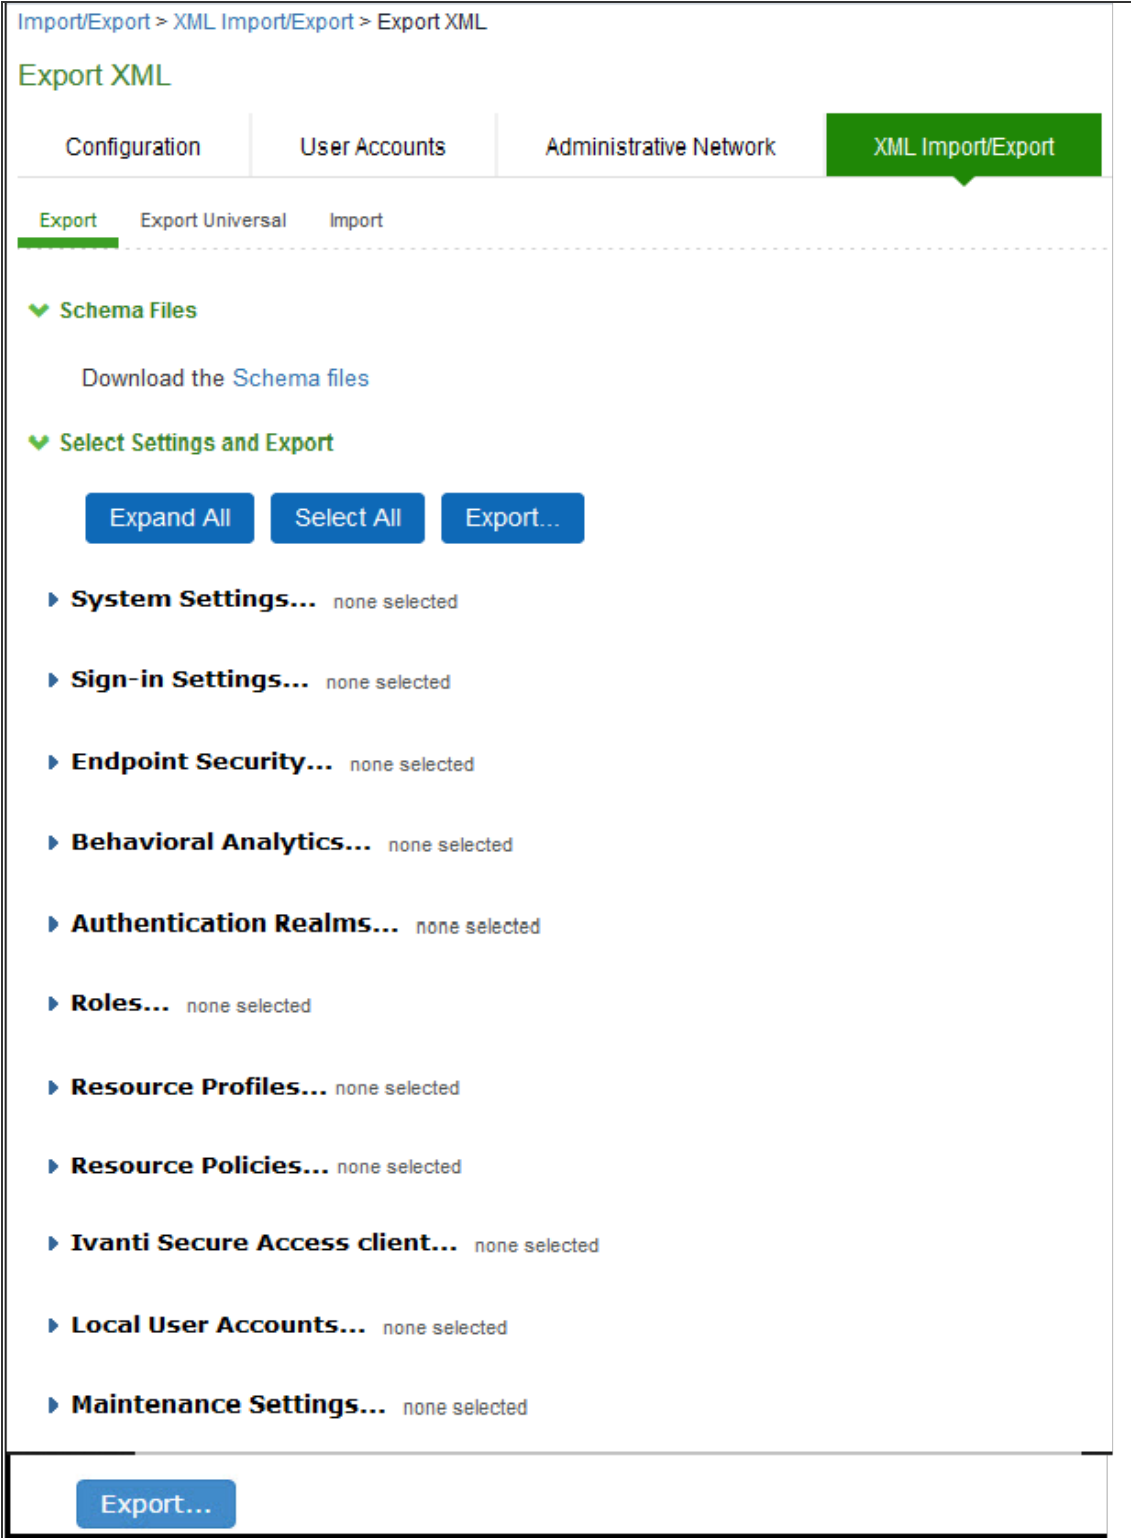 Import/Export > XML Import/Export > Export XML
Export XML
Configuration User Accounts Administrative Network XML Import/Export
Export Export Universal Import
Schema Files
Download the Schema files
Select Settings and Export
Expand All Select All Export...
System Settings... none selected
Sign-in Settings... none selected
Endpoint Security... none selected
Behavioral Analytics... none selected
Authentication Realms... none selected
Roles... none selected
Resource Profiles... none selected
Resource Policies... none selected
Ivanti Secure Access client... none selected
Local User Accounts... none selected
Maintenance Settings... none selected
Export...